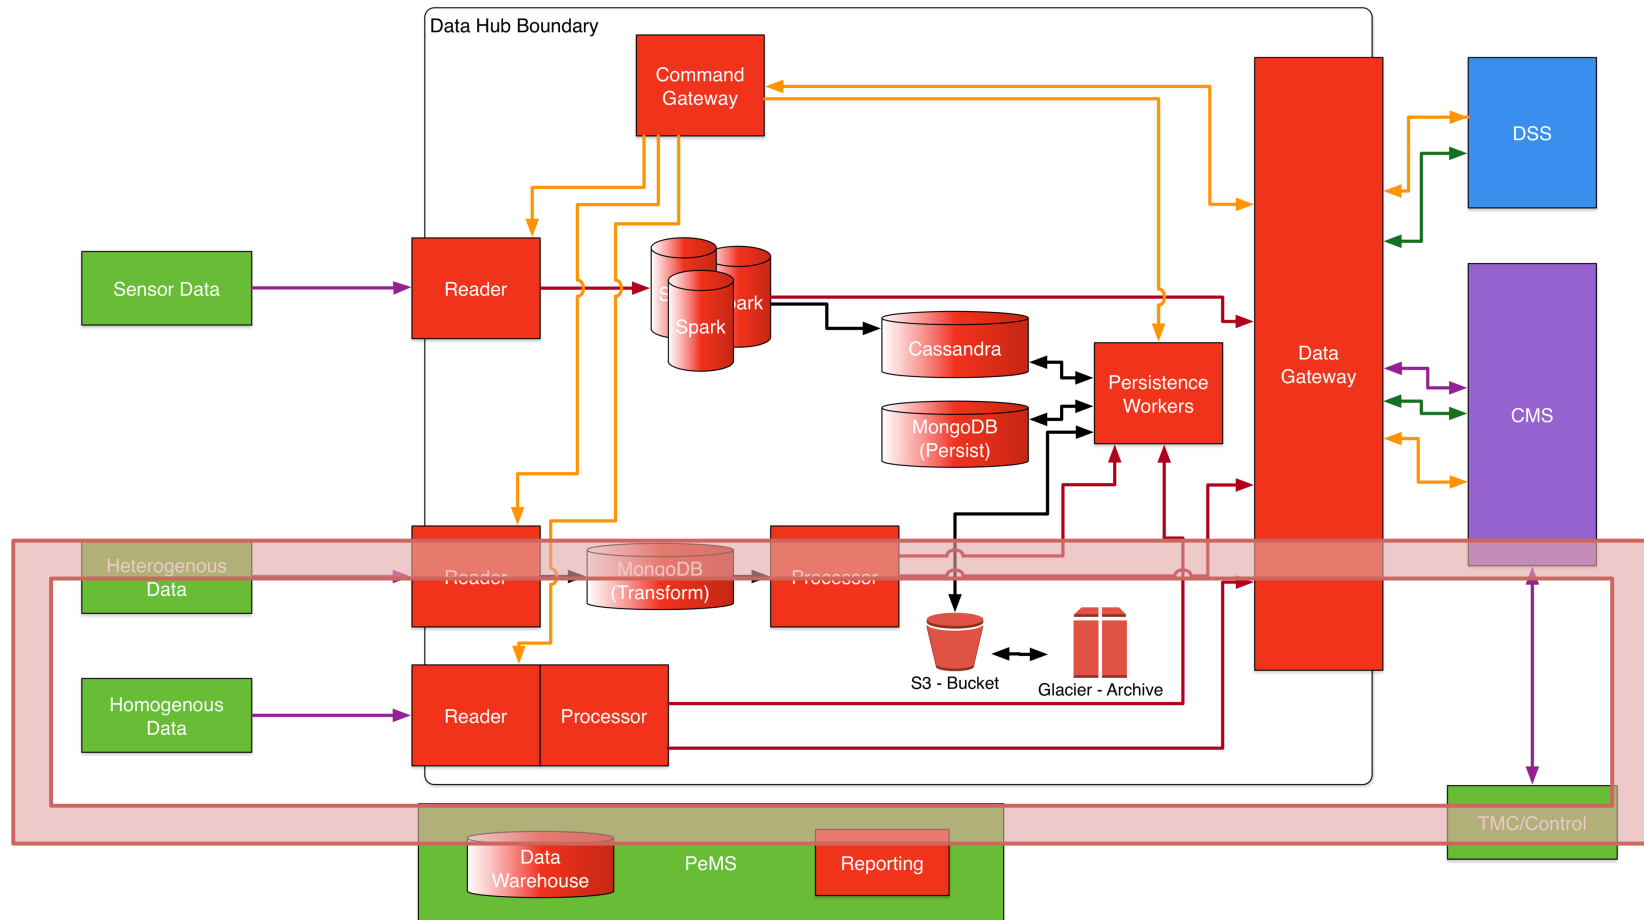 Data Hub Boundary
Command
Gateway
DSS
Sensor Data
Reader
Spark
ark
Cassandra
Data
Gateway
Persistence
Workers
CMS
MongoDB
(Persist)
Heterogenous
Data
Reader
MongoDB
(Transform)
Processor
S3 - Bucket
Glacier - Archive
Homogenous
Data
Reader
Processor
TMC/Control
Data
Warehouse
PeMS
Reporting